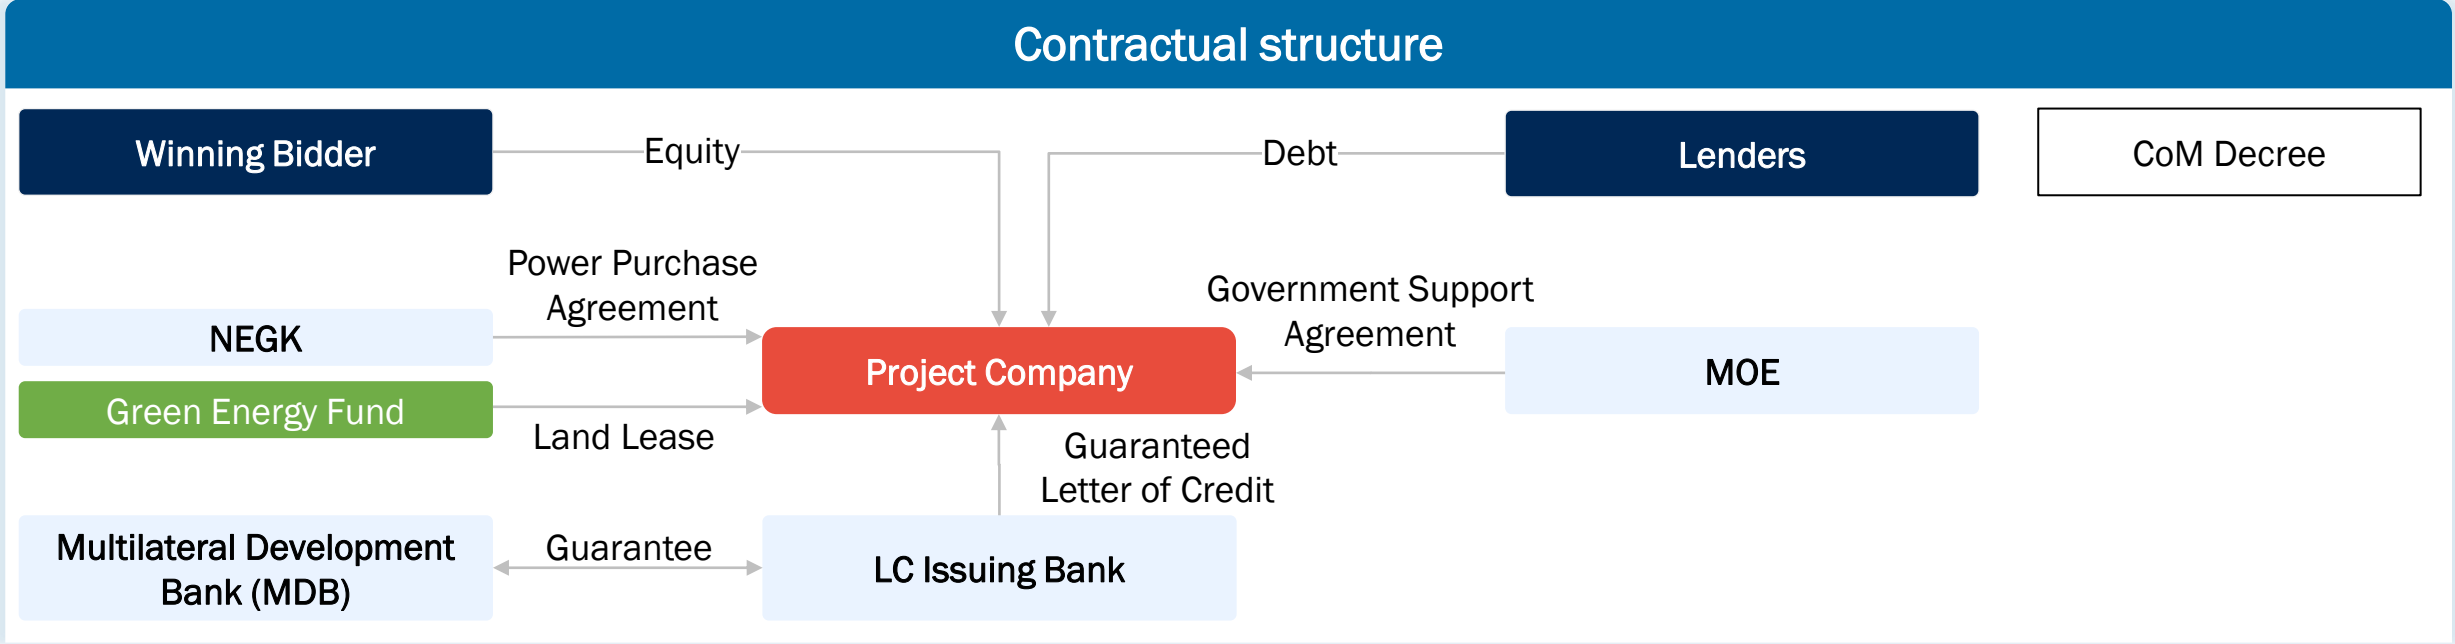 Contractual structure
Winning Bidder
Equity
Debt
Lenders
CoM Decree
Power Purchase
Agreement
Government Support
Agreement
NEGK
Project Company
MOE
Green Energy Fund
Land Lease
Guaranteed
Letter of Credit
Multilateral Development
Bank (MDB)
Guarantee
LC Issuing Bank